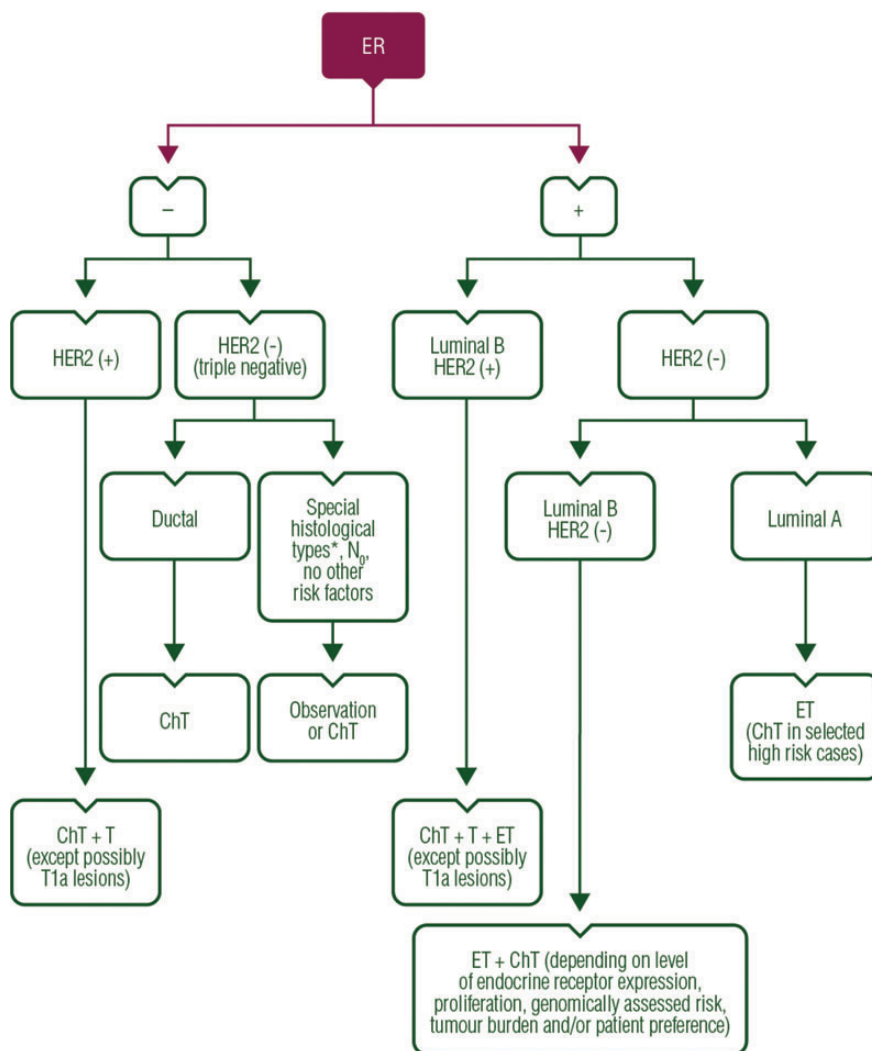 ER
–
+
HER2 (+)
HER2 (-)
(triple negative)
Luminal B
HER2 (+)
HER2 (-)
Ductal
Special
histological
types*, N0,
no other
risk factors
Luminal B
HER2 (-)
Luminal A
ChT
Observation
or ChT
ET
(ChT in selected
high risk cases)
ChT + T
(except possibly
T1a lesions)
ChT + T + ET
(except possibly
T1a lesions)
ET + ChT (depending on level
of endocrine receptor expression,
proliferation, genomically assessed risk,
tumour burden and/or patient preference)